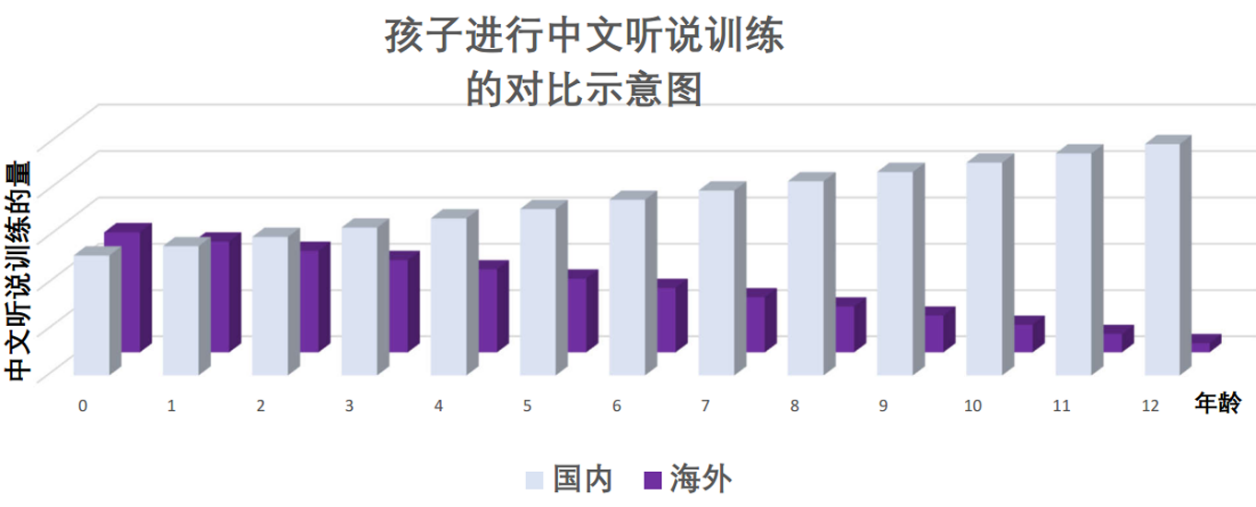 孩子进行中文听说训练
的对比示意图
中文听说训练的量
0 1 2 3 4 5 6 7 8 9 10 11 12 年龄
国内 海外